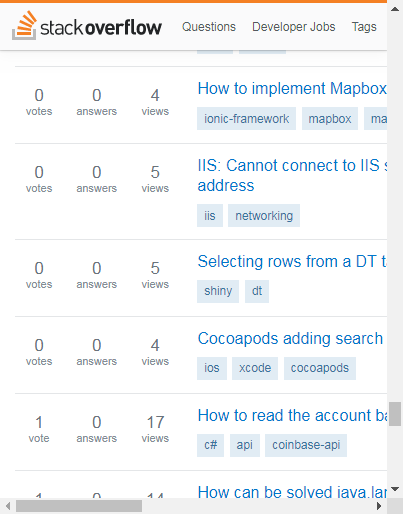 stackoverflow Questions Developer Jobs Tags
0 0 4 How to implement Mapbox
votes answers views
ionic-framework mapbox ma
0 0 5 IIS: Cannot connect to IIS s
votes answers views address
iis networking
0 0 5 Selecting rows from a DT t
votes answers views
shiny dt
0 0 4 Cocoapods adding search
votes answers views
ios xcode cocoapods
1 0 17 How to read the account ba
vote answers views
c# api coinbase-api
1 0 14 How can be solved java.lan